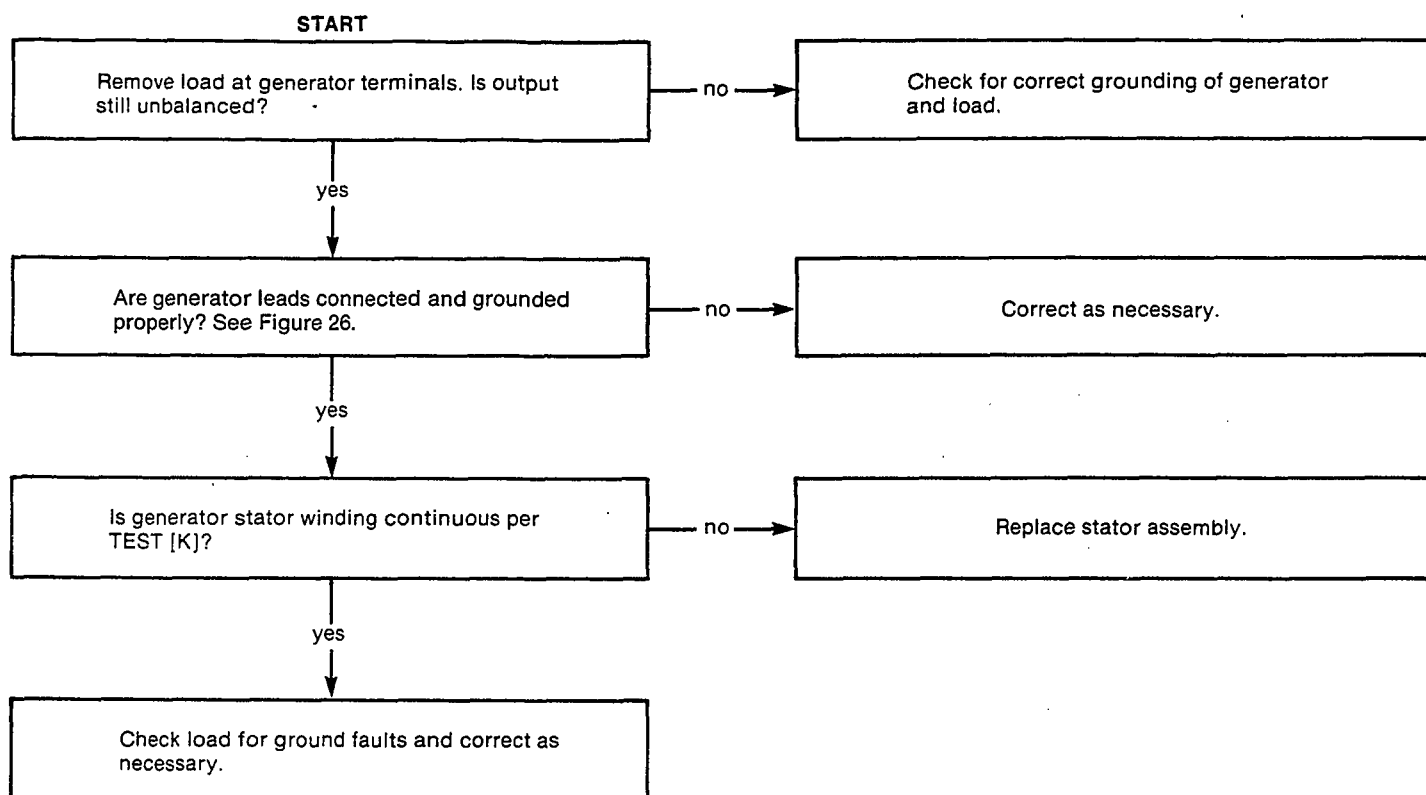 START
Remove load at generator terminals. Is output
still unbalanced?
no
Check for correct grounding of generator
and load.
yes
Are generator leads connected and grounded
properly? See Figure 26.
no
Correct as necessary.
yes
Is generator stator winding continuous per
TEST [K]?
no
Replace stator assembly.
yes
Check load for ground faults and correct as
necessary.